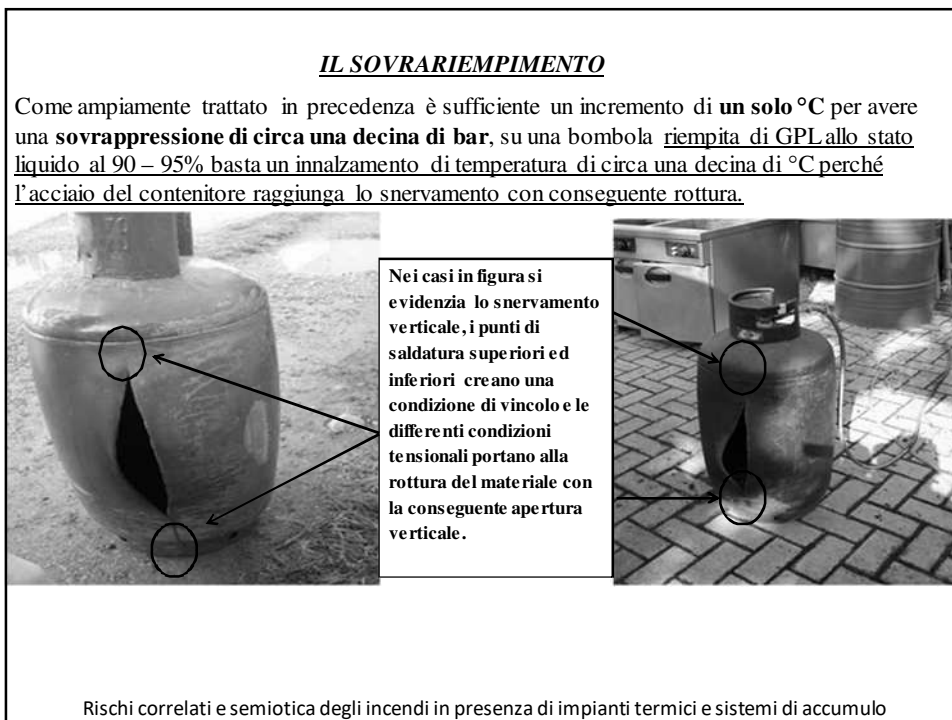 IL SOVRARIEMPIMENTO
Come ampiamente trattato in precedenza è sufficiente un incremento di un solo °C per avere
una sovrappressione di circa una decina di bar, su una bombola riempita di GPL allo stato
liquido al 90 – 95% basta un innalzamento di temperatura di circa una decina di °C perché
l'acciaio del contenitore raggiunga lo snervamento con conseguente rottura.
Nei casi in figura si
evidenzia lo snervamento
verticale, i punti di
saldatura superiori ed
inferiori creano una
condizione di vincolo e le
differenti condizioni
tensionali portano alla
rottura del materiale con
la conseguente apertura
verticale.
Rischi correlati e semiotica degli incendi in presenza di impianti termici e sistemi di accumulo